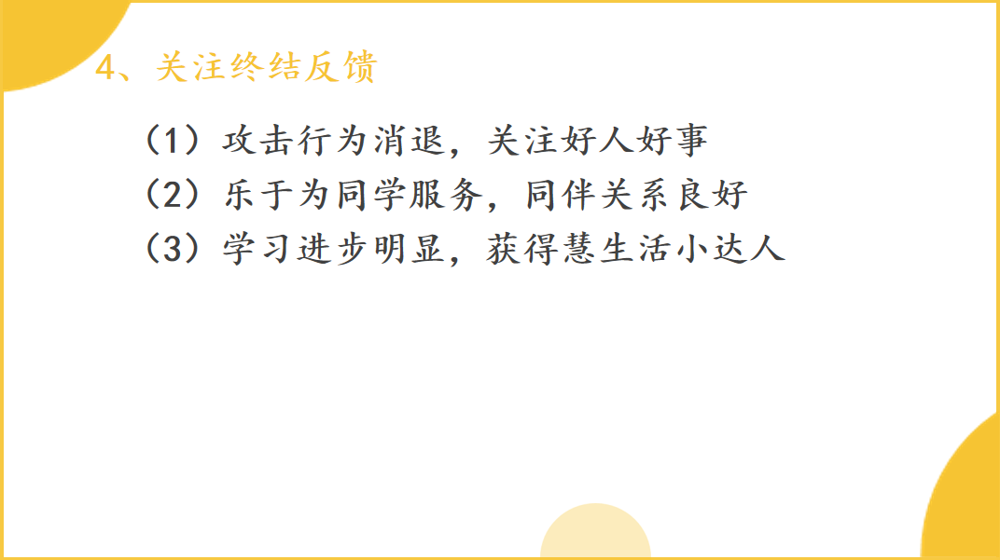 4、关注终结反馈
（1）攻击行为消退，关注好人好事
（2）乐于为同学服务，同伴关系良好
（3）学习进步明显，获得慧生活小达人